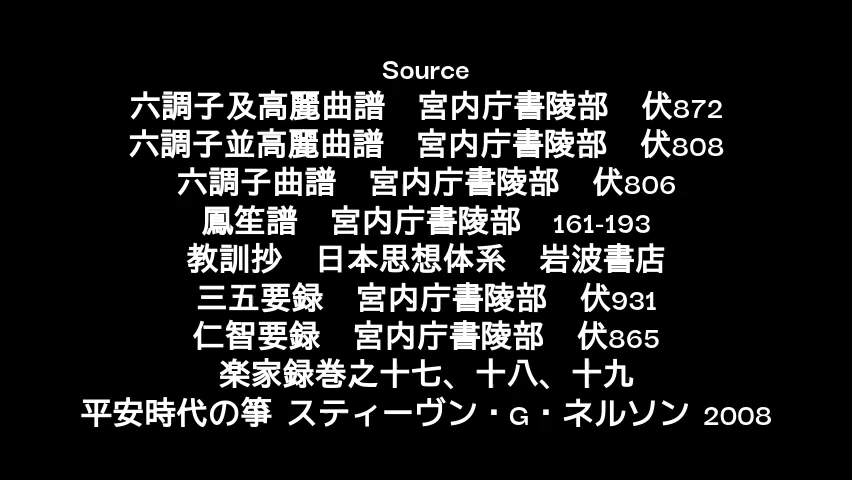 Source
六調子及高麗曲譜　宮内庁書陵部　伏872
六調子並高麗曲譜　宮内庁書陵部　伏808
六調子曲譜　宮内庁書陵部　伏806
鳳笙譜　宮内庁書陵部　161-193
教訓抄　日本思想体系　岩波書店
三五要録　宮内庁書陵部　伏931
仁智要録　宮内庁書陵部　伏865
楽家録巻之十七、十八、十九
平安時代の箏 スティーヴン・G・ネルソン 2008